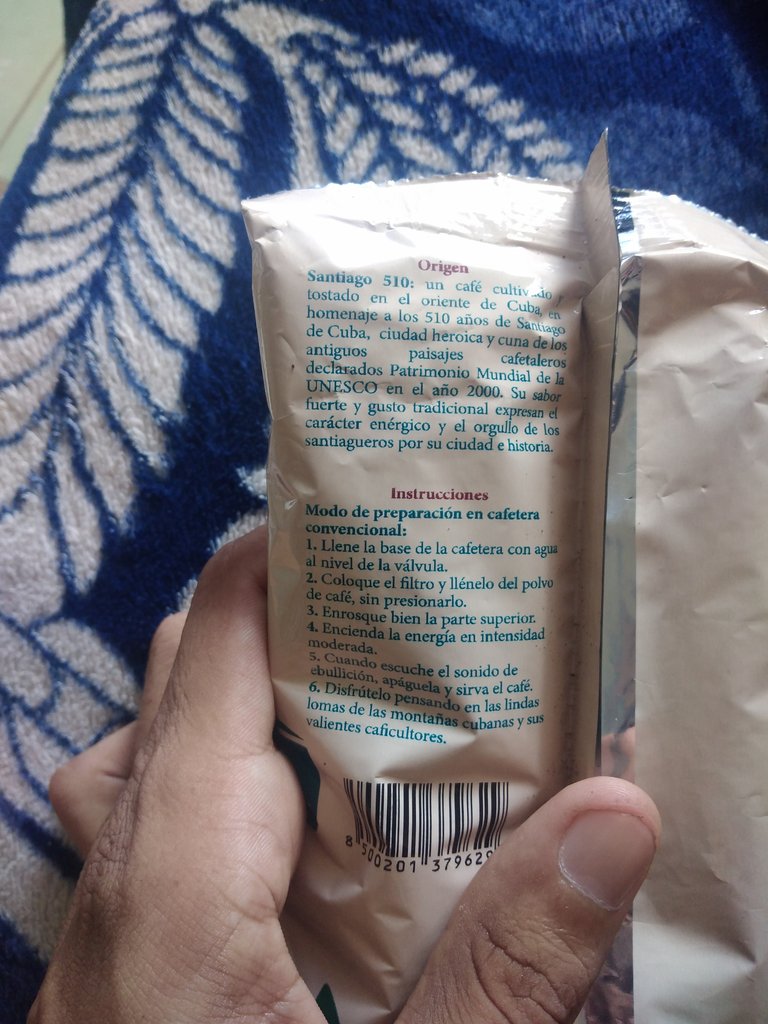 Origen
Santiago 510: un café cultivado y
tostado en el oriente de Cuba, en
homenaje a los 510 años de Santiago
de Cuba, ciudad heroica y cuna de los
antiguos paisajes cafetaleros
declarados Patrimonio Mundial de la
UNESCO en el año 2000. Su sabor
fuerte y gusto tradicional expresan el
carácter enérgico y el orgullo de los
santiagueros por su ciudad e historia.
Instrucciones
Modo de preparación en cafetera
convencional:
1. Llene la base de la cafetera con agua
al nivel de la válvula.
2. Coloque el filtro y llénelo del polvo
de café, sin presionarlo.
3. Enrosque bien la parte superior.
4. Encienda la energía en intensidad
moderada.
5. Cuando escuche el sonido de
ebullición, apáguela y sirva el café.
6. Disfrútelo pensando en las lindas
lomas de las montañas cubanas y sus
valientes caficultores.
8 500201 37962